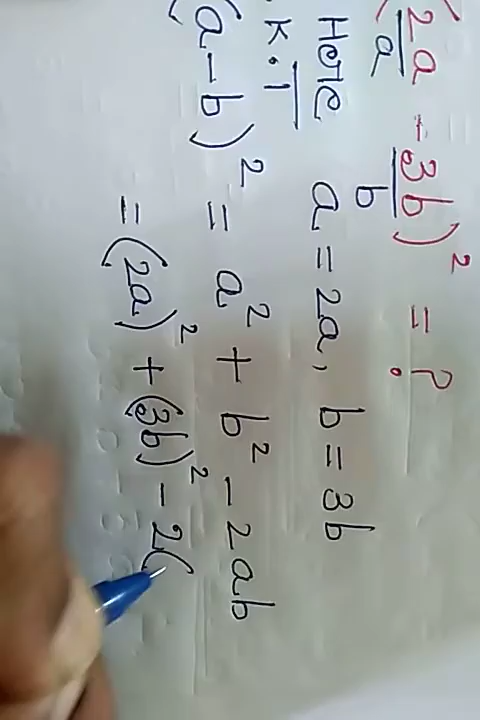 (2a - 3b)² = ?
a b
Here a = 2a, b = 3b
K.T
(a - b)² = a² + b² - 2ab
= (2a)² + (3b)² - 2(